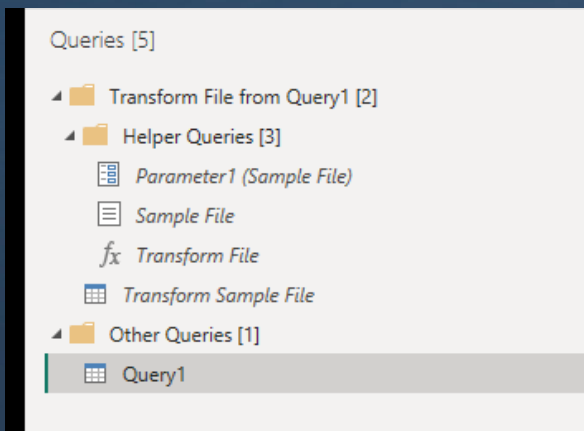 Queries [5]
Transform File from Query1 [2]
Helper Queries [3]
Parameter1 (Sample File)
Sample File
fx Transform File
Transform Sample File
Other Queries [1]
Query1